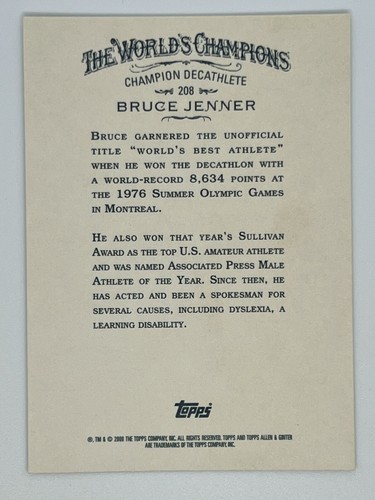 THE WORLD'S CHAMPIONS
CHAMPION DECATHLETE
208
BRUCE JENNER
BRUCE GARNERED THE UNOFFICIAL
TITLE "WORLD'S BEST ATHLETE"
WHEN HE WON THE DECATHLON WITH
A WORLD-RECORD 8,634 POINTS AT
THE 1976 SUMMER OLYMPIC GAMES
IN MONTREAL.
HE ALSO WON THAT YEAR'S SULLIVAN
AWARD AS THE TOP U.S. AMATEUR ATHLETE
AND WAS NAMED ASSOCIATED PRESS MALE
ATHLETE OF THE YEAR. SINCE THEN, HE
HAS ACTED AND BEEN A SPOKESMAN FOR
SEVERAL CAUSES, INCLUDING DYSLEXIA, A
LEARNING DISABILITY.
Topps
®, TM & © 2008 THE TOPPS COMPANY, INC. ALL RIGHTS RESERVED. TOPPS AND TOPPS ALLEN & GINTER
ARE TRADEMARKS OF THE TOPPS COMPANY, INC.